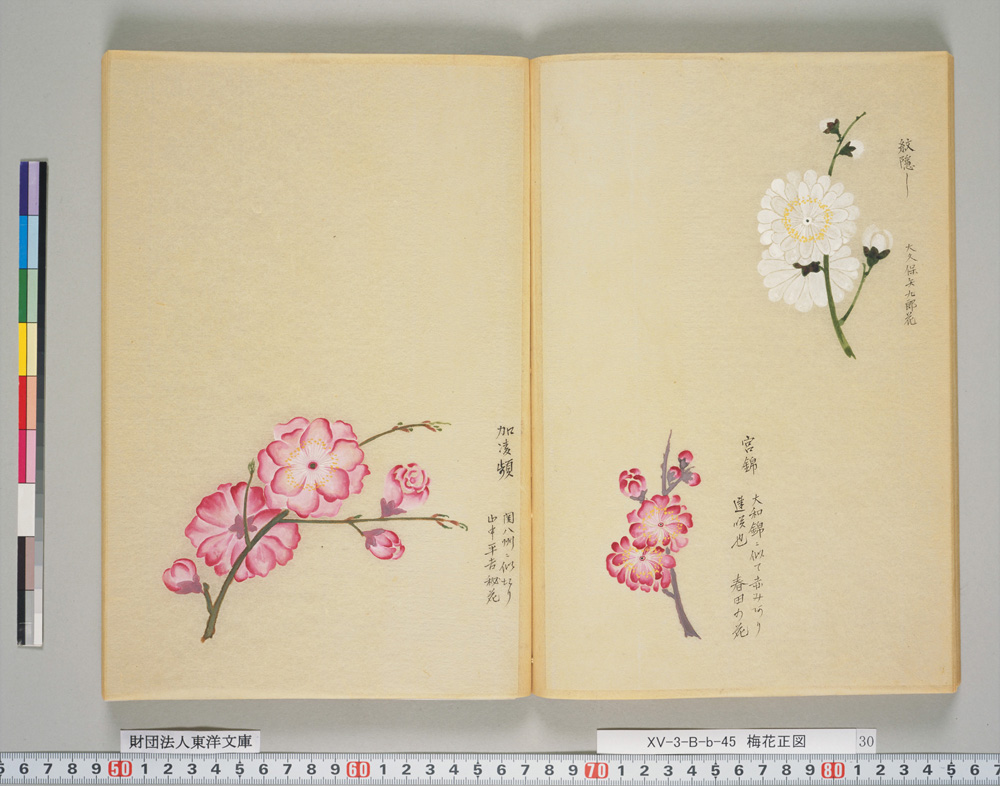 紋隠し
大久保与九郎花
宮錦
大和錦ニ似て赤みあり
蓮咲也 春田の花
加凌頻
関八州ニ似たり
山中平吉秘花
財団法人東洋文庫
XV-3-B-b-45 梅花正図 30
5 6 7 8 9 50 1 2 3 4 5 6 7 8 9 60 1 2 3 4 5 6 7 8 9 70 1 2 3 4 5 6 7 8 9 80 1 2 3 4 5 6 7